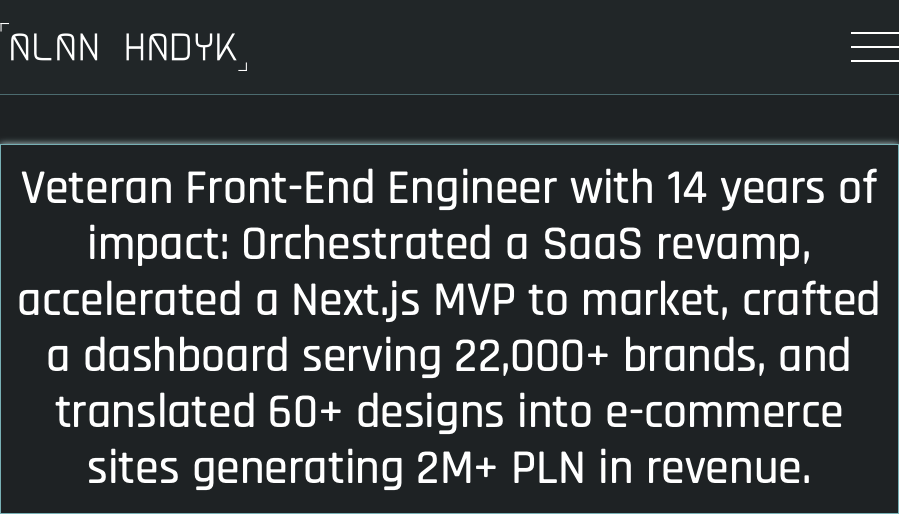 ALAN HADYK
Veteran Front-End Engineer with 14 years of
impact: Orchestrated a SaaS revamp,
accelerated a Next.js MVP to market, crafted
a dashboard serving 22,000+ brands, and
translated 60+ designs into e-commerce
sites generating 2M+ PLN in revenue.